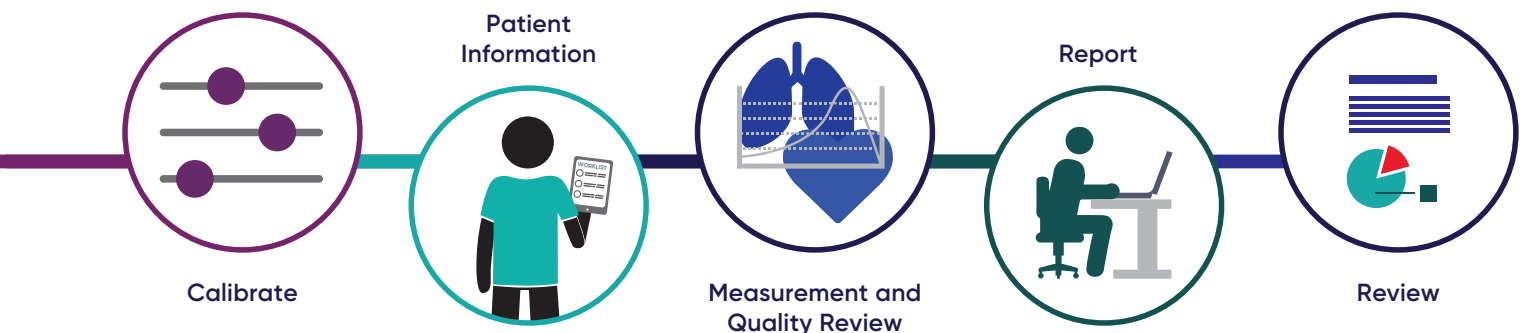 Calibrate
Patient
Information
WORKLIST
Measurement and
Quality Review
Report
Review